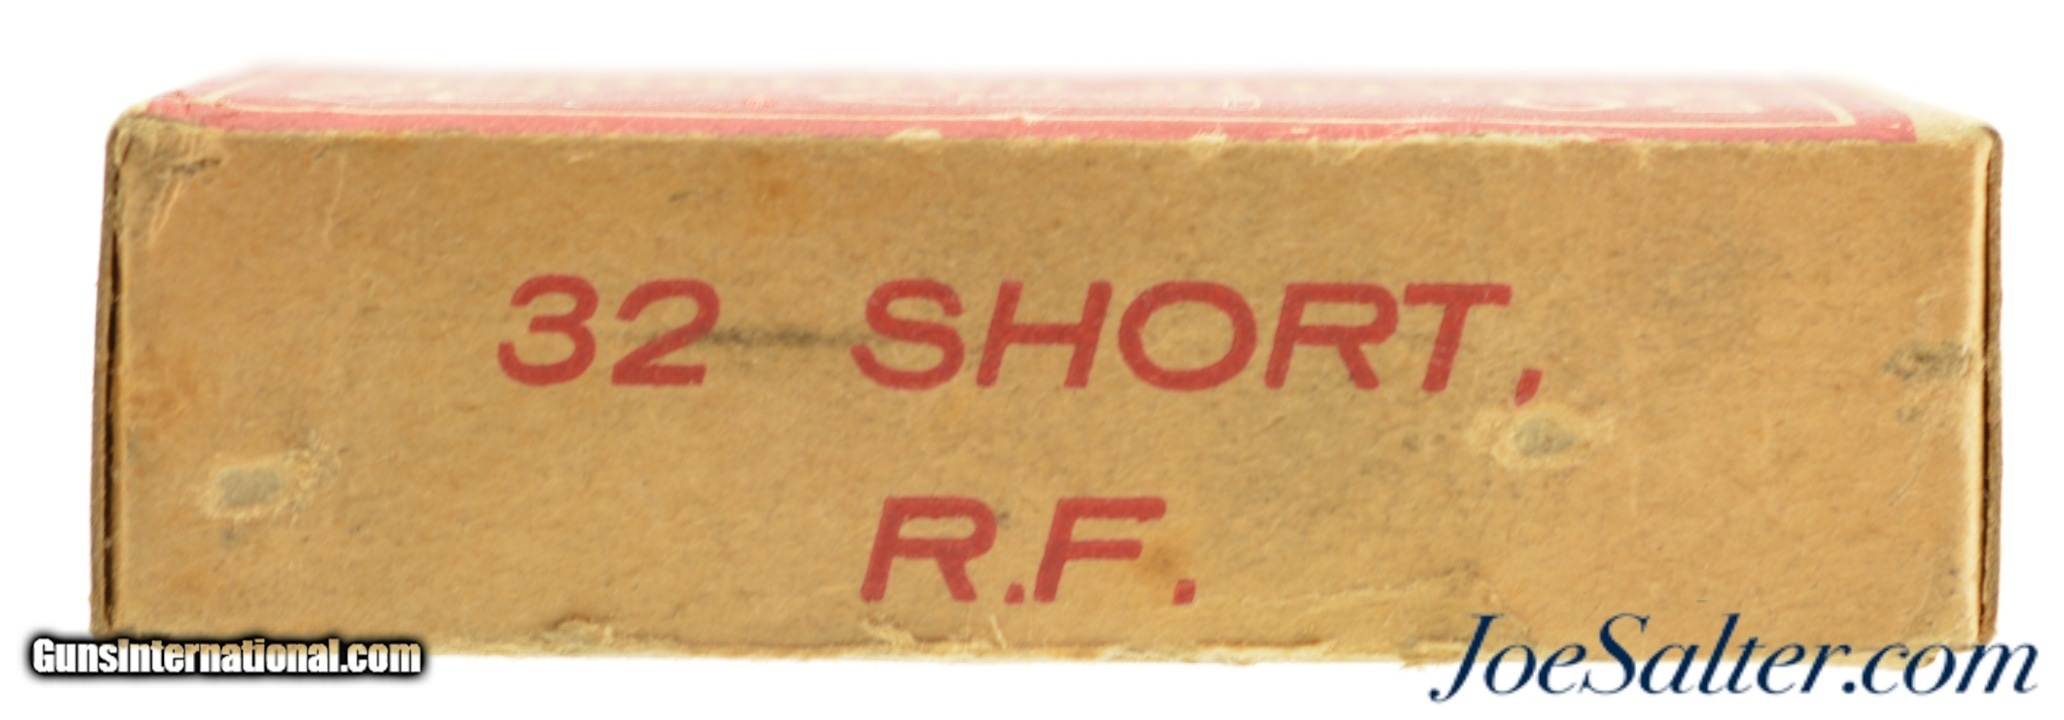 32 SHORT,
R.F.
GunsInternational.com
JoeSalter.com